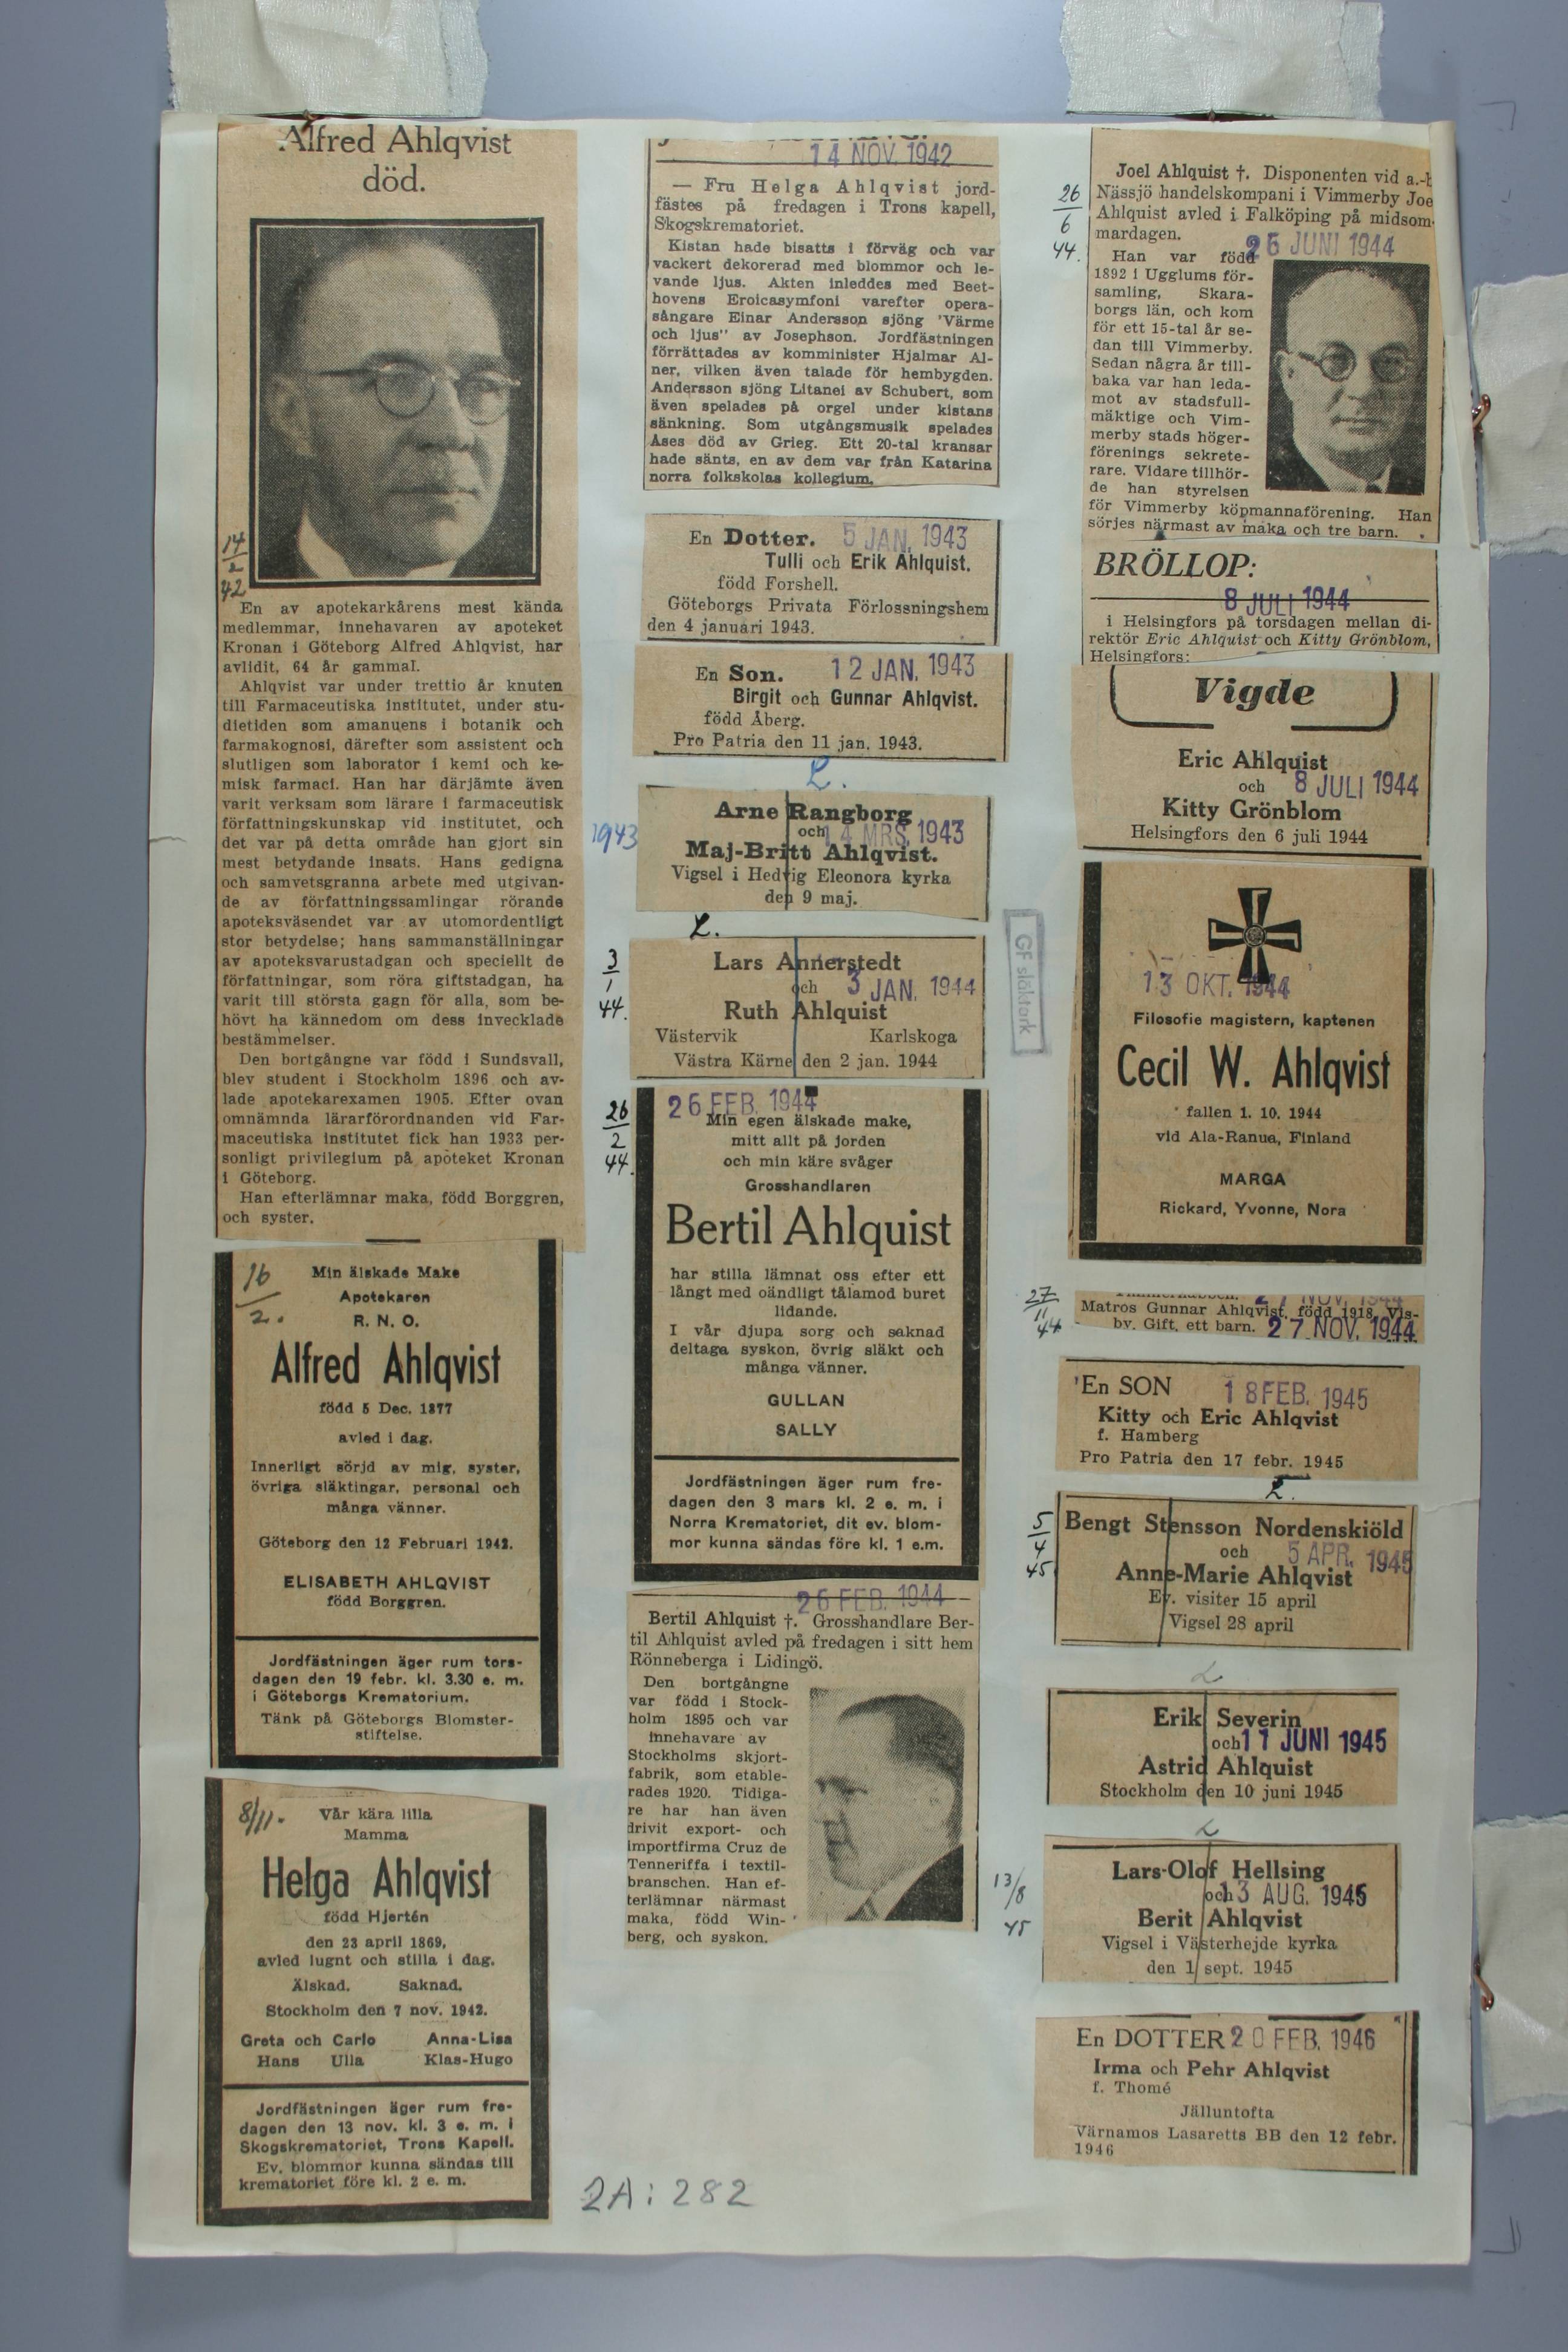 Alfred Ahlqvist
död.
14
2
42
En av apotekarkårens mest kända
medlemmar, innehavaren av apoteket
Kronan i Göteborg Alfred Ahlqvist, har
avlidit, 64 år gammal.
Ahlqvist var under trettio år knuten
till Farmaceutiska institutet, under stu-
dietiden som amanuens i botanik och
farmakognosi, därefter som assistent och
slutligen som laborator i kemi och ke-
misk farmaci. Han har därjämte även
varit verksam som lärare i farmaceutisk
författningskunskap vid institutet, och
det var på detta område han gjort sin
mest betydande insats. Hans gedigna
och samvetsgranna arbete med utgivan-
de av författningssamlingar rörande
apoteksväsendet var av utomordentligt
stor betydelse; hans sammanställningar
av apoteksvarustadgan och speciellt de
författningar, som röra giftstadgan, ha
varit till största gagn för alla, som be-
hövt ha kännedom om dess invecklade
bestämmelser.
Den bortgångne var född i Sundsvall,
blev student i Stockholm 1896 och av-
lade apotekarexamen 1905. Efter ovan
omnämnda lärarförordnanden vid Far-
maceutiska institutet fick han 1933 per-
sonligt privilegium på apoteket Kronan
i Göteborg.
Han efterlämnar maka, född Borggren,
och syster.
16
2.
Min älskade Make
Apotekaren
R. N. O.
Alfred Ahlqvist
född 5 Dec. 1877
avled i dag.
Innerligt sörjd av mig, syster,
övriga släktingar, personal och
många vänner.
Göteborg den 12 Februari 1942.
ELISABETH AHLQVIST
född Borggren.
Jordfästningen äger rum tors-
dagen den 19 febr. kl. 3.30 e. m.
i Göteborgs Krematorium.
Tänk på Göteborgs Blomster-
stiftelse.
8/11.
Vår kära lilla
Mamma
Helga Ahlqvist
född Hjertén
den 23 april 1869,
avled lugnt och stilla i dag.
Älskad. Saknad.
Stockholm den 7 nov. 1942.
Greta och Carlo Anna-Lisa
Hans Ulla Klas-Hugo
Jordfästningen äger rum fre-
dagen den 13 nov. kl. 3 e. m. i
Skogskrematoriet, Trons Kapell.
Ev. blommor kunna sändas till
krematoriet före kl. 2 e. m.
14 NOV. 1942
— Fru Helga Ahlqvist jord-
fästes på fredagen i Trons kapell,
Skogskrematoriet.
Kistan hade bisatts i förväg och var
vackert dekorerad med blommor och le-
vande ljus. Akten inleddes med Beet-
hovens Eroicasymfoni varefter opera-
sångare Einar Andersson sjöng 'Värme
och ljus" av Josephson. Jordfästningen
förrättades av komminister Hjalmar Al-
ner, vilken även talade för hembygden.
Andersson sjöng Litanei av Schubert, som
även spelades på orgel under kistans
sänkning. Som utgångsmusik spelades
Åses död av Grieg. Ett 20-tal kransar
hade sänts, en av dem var från Katarina
norra folkskolas kollegium.
En Dotter. 5 JAN. 1943
Tulli och Erik Ahlquist.
född Forshell.
Göteborgs Privata Förlossningshem
den 4 januari 1943.
En Son. 12 JAN. 1943
Birgit och Gunnar Ahlqvist.
född Åberg.
Pro Patria den 11 jan. 1943.
L.
1943
Arne Rangborg
och 14 MRS. 1943
Maj-Britt Ahlqvist.
Vigsel i Hedvig Eleonora kyrka
den 9 maj.
L.
3
1
44.
Lars Annerstedt
och 3 JAN. 1944
Ruth Ahlquist
Västervik Karlskoga
Västra Kärne den 2 jan. 1944
26
2
44.
26 FEB. 1944
Min egen älskade make,
mitt allt på jorden
och min käre svåger
Grosshandlaren
Bertil Ahlquist
har stilla lämnat oss efter ett
långt med oändligt tålamod buret
lidande.
I vår djupa sorg och saknad
deltaga syskon, övrig släkt och
många vänner.
GULLAN
SALLY
Jordfästningen äger rum fre-
dagen den 3 mars kl. 2 e. m. i
Norra Krematoriet, dit ev. blom-
mor kunna sändas före kl. 1 e.m.
26 FEB. 1944
Bertil Ahlquist †. Grosshandlare Ber-
til Ahlquist avled på fredagen i sitt hem
Rönneberga i Lidingö.
Den bortgångne
var född i Stock-
holm 1895 och var
innehavare av
Stockholms skjort-
fabrik, som etable-
rades 1920. Tidiga-
re har han även
drivit export- och
importfirma Cruz de
Tenneriffa i textil-
branschen. Han ef-
terlämnar närmast
maka, född Win-
berg, och syskon.
2A: 282
26
6
44.
Joel Ahlquist †. Disponenten vid a.-b
Nässjö handelskompani i Vimmerby Joe
Ahlquist avled i Falköping på midsom-
mardagen.
26 JUNI 1944
Han var född
1892 i Ugglums för-
samling, Skara-
borgs län, och kom
för ett 15-tal år se-
dan till Vimmerby.
Sedan några år till-
baka var han leda-
mot av stadsfull-
mäktige och Vim-
merby stads höger-
förenings sekrete-
rare. Vidare tillhör-
de han styrelsen
för Vimmerby köpmannaförening. Han
sörjes närmast av maka och tre barn.
BRÖLLOP:
8 JULI 1944
i Helsingfors på torsdagen mellan di-
rektör Eric Ahlquist och Kitty Grönblom,
Helsingfors:
Vigde
Eric Ahlquist
och 8 JULI 1944
Kitty Grönblom
Helsingfors den 6 juli 1944
GF släktark
13 OKT. 1944
Filosofie magistern, kaptenen
Cecil W. Ahlqvist
fallen 1. 10. 1944
vid Ala-Ranua, Finland
MARGA
Rickard, Yvonne, Nora
27
11
44
27 NOV. 1944
Matros Gunnar Ahlqvist, född 1918, Vis-
by. Gift, ett barn. 27 NOV. 1944
En SON 18 FEB. 1945
Kitty och Eric Ahlqvist
f. Hamberg
Pro Patria den 17 febr. 1945
L.
5
4
45
Bengt Stensson Nordenskiöld
och 5 APR. 1945
Anne-Marie Ahlqvist
Ev. visiter 15 april
Vigsel 28 april
L
Erik Severin
och 11 JUNI 1945
Astrid Ahlquist
Stockholm den 10 juni 1945
L
13/8
45
Lars-Olof Hellsing
och 13 AUG. 1945
Berit Ahlqvist
Vigsel i Västerhejde kyrka
den 1 sept. 1945
En DOTTER 20 FEB. 1946
Irma och Pehr Ahlqvist
f. Thomé
Jälluntofta
Värnamos Lasaretts BB den 12 febr.
1946